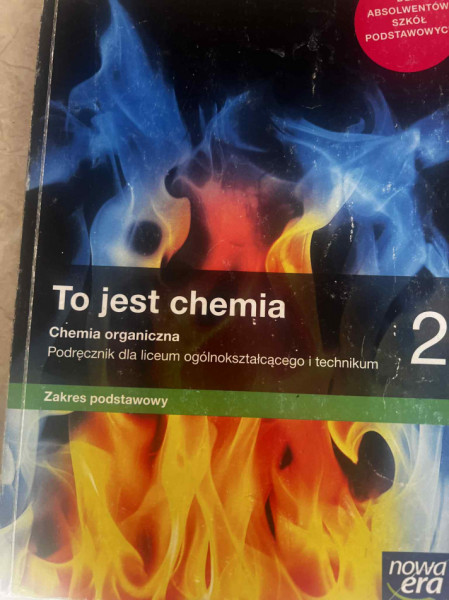 ABSOLWENTÓW
SZKÓŁ
PODSTAWOWYCH
To jest chemia
2
Chemia organiczna
Podręcznik dla liceum ogólnokształcącego i technikum
Zakres podstawowy
nowa
era